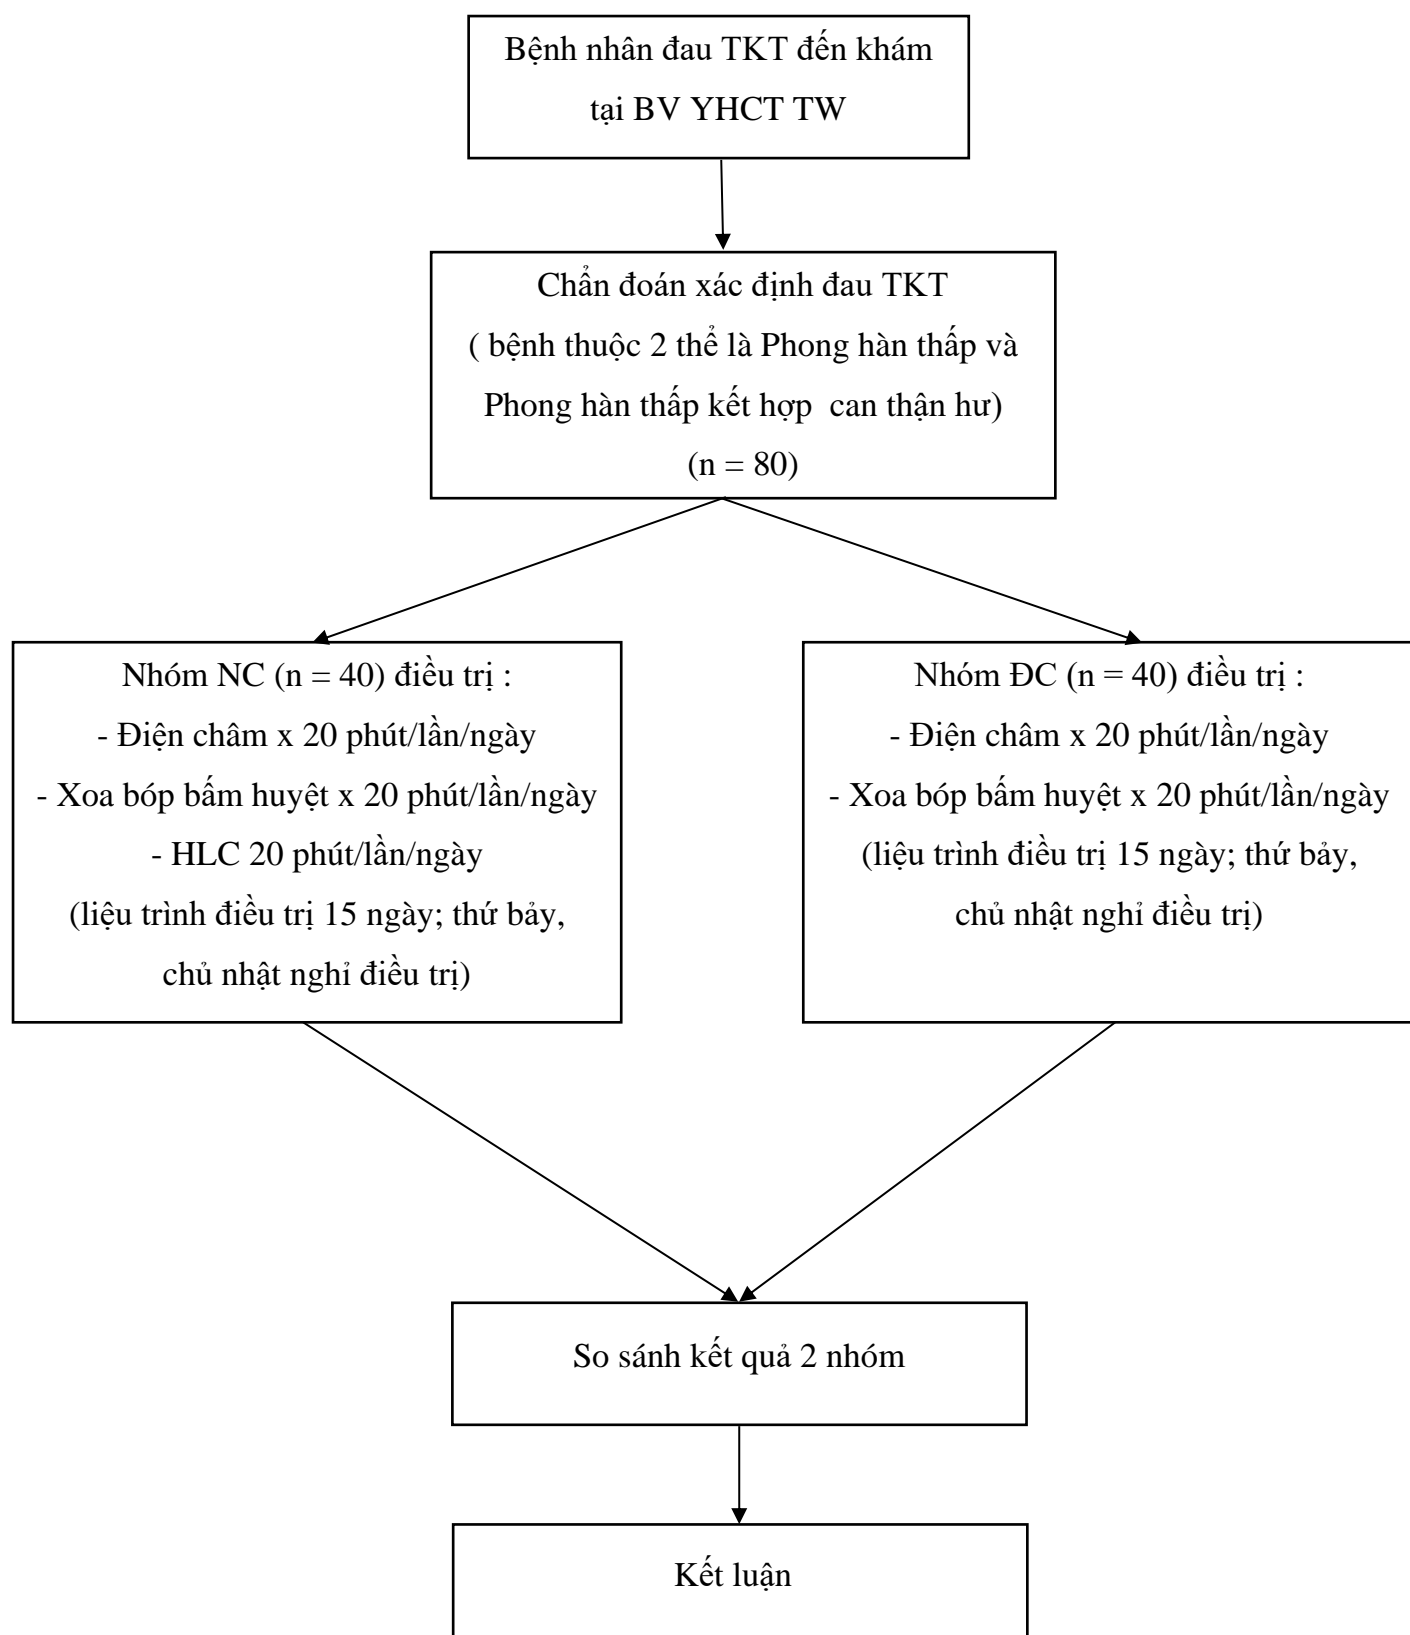 Bệnh nhân đau TKT đến khám
tại BV YHCT TW
Chẩn đoán xác định đau TKT
( bệnh thuộc 2 thể là Phong hàn thấp và
Phong hàn thấp kết hợp can thận hư)
(n = 80)
Nhóm NC (n = 40) điều trị :
- Điện châm x 20 phút/lần/ngày
- Xoa bóp bấm huyệt x 20 phút/lần/ngày
- HLC 20 phút/lần/ngày
(liệu trình điều trị 15 ngày; thứ bảy,
chủ nhật nghỉ điều trị)
Nhóm ĐC (n = 40) điều trị :
- Điện châm x 20 phút/lần/ngày
- Xoa bóp bấm huyệt x 20 phút/lần/ngày
(liệu trình điều trị 15 ngày; thứ bảy,
chủ nhật nghỉ điều trị)
So sánh kết quả 2 nhóm
Kết luận